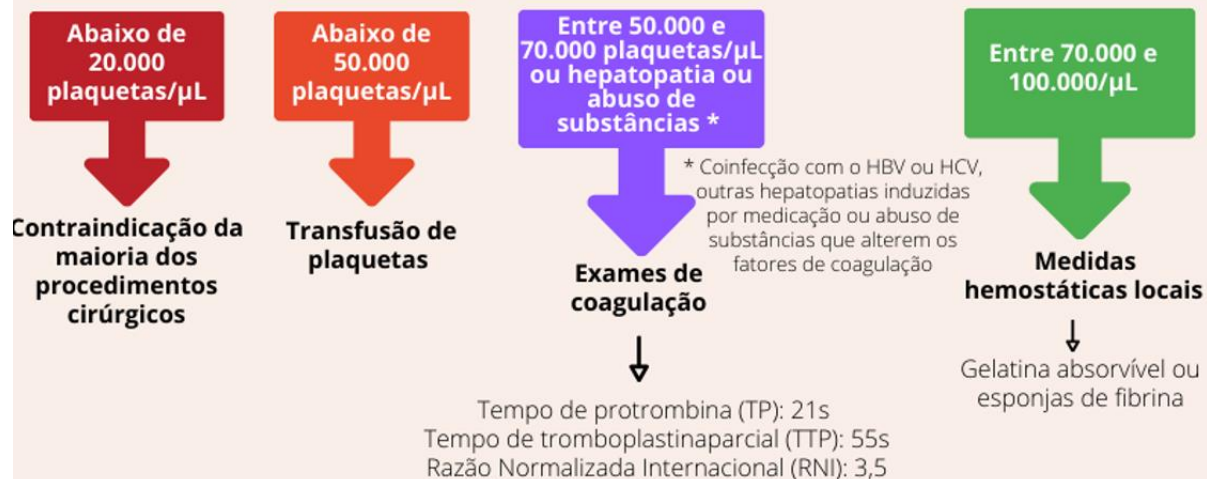 Abaixo de
20.000
plaquetas/µL
Contraindicação da
maioria dos
procedimentos
cirúrgicos
Abaixo de
50.000
plaquetas/µL
Transfusão de
plaquetas
Entre 50.000 e
70.000 plaquetas/µL
ou hepatopatia ou
abuso de
substâncias *
* Coinfecção com o HBV ou HCV,
outras hepatopatias induzidas
por medicação ou abuso de
substâncias que alterem os
fatores de coagulação
Exames de
coagulação
Tempo de protrombina (TP): 21s
Tempo de tromboplastinaparcial (TTP): 55s
Razão Normalizada Internacional (RNI): 3,5
Entre 70.000 e
100.000/µL
Medidas
hemostáticas locais
Gelatina absorvível ou
esponjas de fibrina